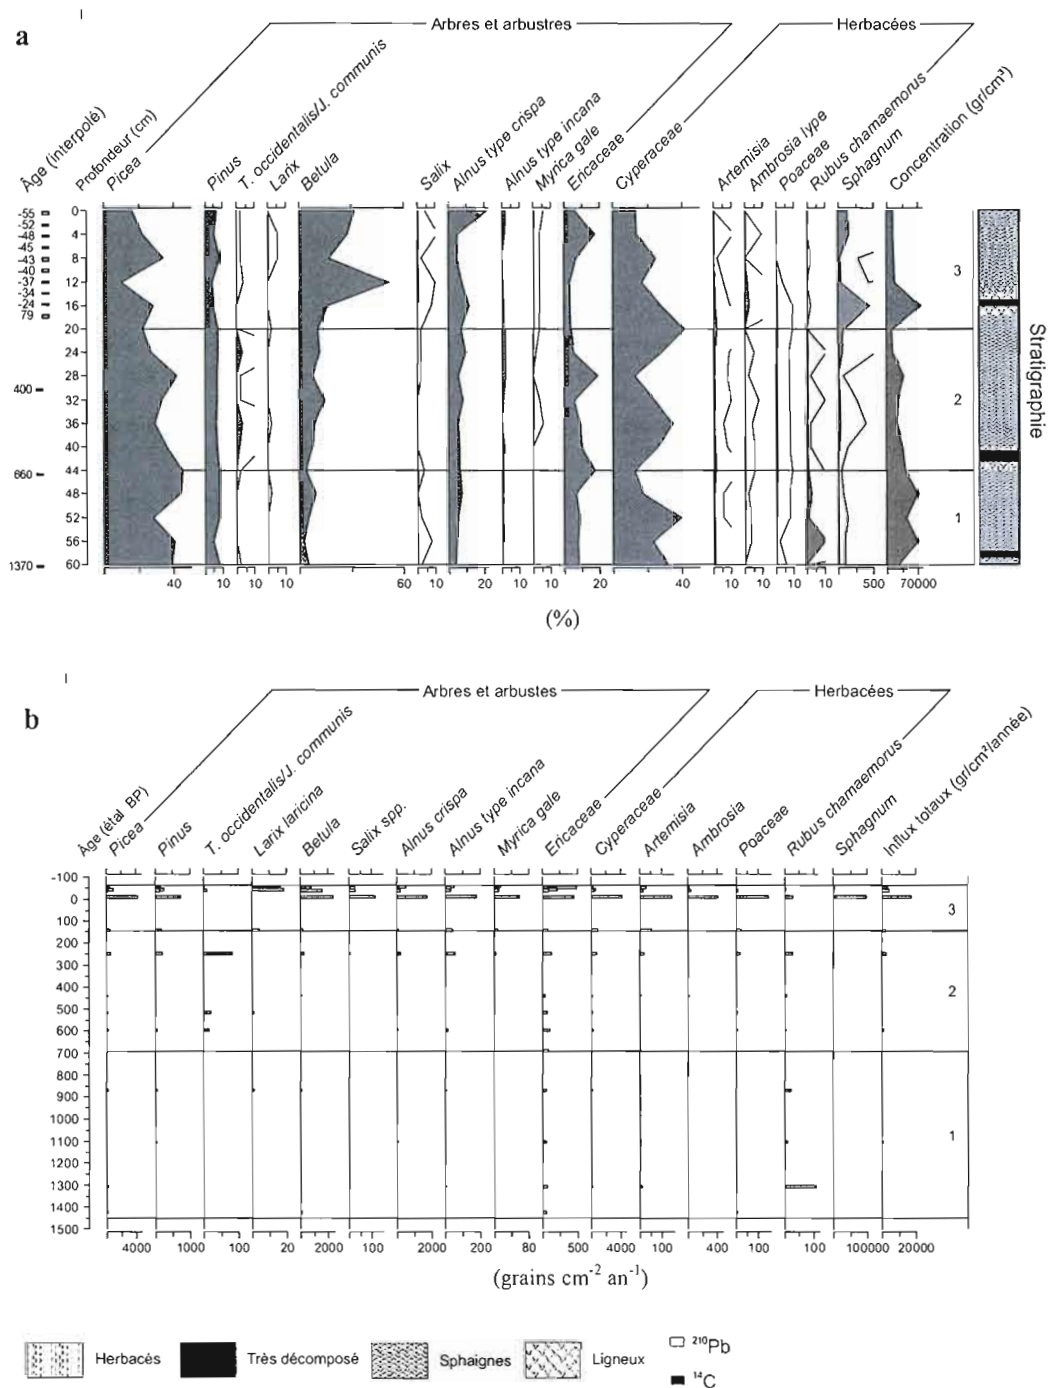 a
Arbres et arbustres
Herbacées
Âge (interpolé)
Profondeur (cm)
Picea
Pinus
T. occidentalis/J. communis
Larix
Betula
Salix
Alnus type crispa
Alnus type incana
Myrica gale
Ericaceae
Cyperaceae
Artemisia
Ambrosia type
Poaceae
Rubus chamaemorus
Sphagnum
Concentration (gr/cm³)
-55 0
-52
-48 4
-45
-43 8
-40
-37 12
-34
-24 16
79
20
24
28
400
32
36
40
660 44
48
52
56
1370 60
3
2
1
Stratigraphie
40 10 10 10 60 10 20 10 10 20 40 10 10 10 10 500 70000
(%)
b
Arbres et arbustes
Herbacées
Âge (étal BP)
Picea
Pinus
T. occidentalis/J. communis
Larix laricina
Betula
Salix spp.
Alnus crispa
Alnus type incana
Myrica gale
Ericaceae
Cyperaceae
Artemisia
Ambrosia
Poaceae
Rubus chamaemorus
Sphagnum
Influx totaux (gr/cm²/année)
-100
0
100
200
300
400
500
600
700
800
900
1000
1100
1200
1300
1400
1500
3
2
1
4000 1000 100 20 2000 100 2000 200 80 500 4000 100 400 100 100 100000 20000
(grains cm⁻² an⁻¹)
Herbacés
Très décomposé
Sphaignes
Ligneux
²¹⁰Pb
¹⁴C